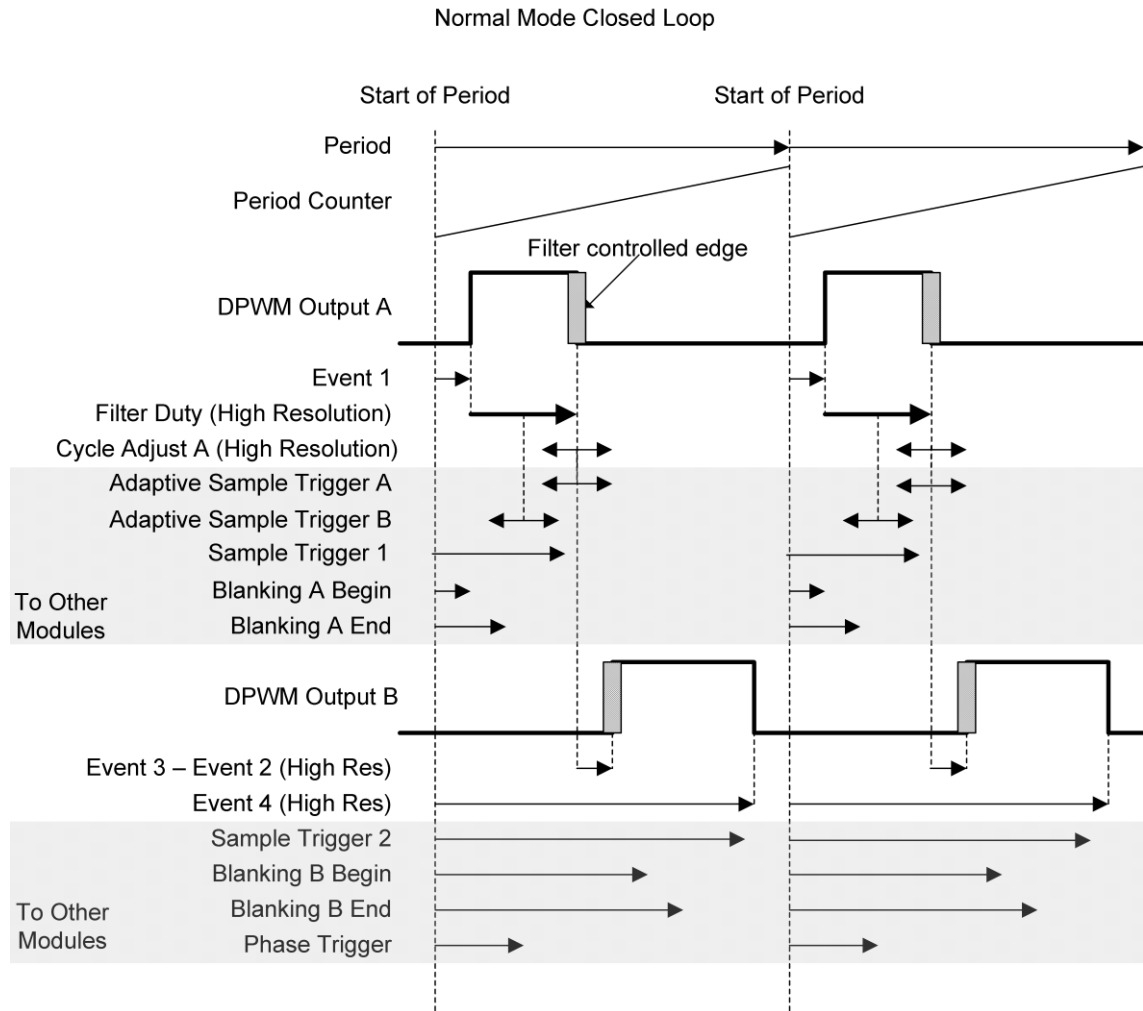 Normal Mode Closed Loop
Start of Period
Start of Period
Period
Period Counter
Filter controlled edge
DPWM Output A
Event 1
Filter Duty (High Resolution)
Cycle Adjust A (High Resolution)
Adaptive Sample Trigger A
Adaptive Sample Trigger B
Sample Trigger 1
Blanking A Begin
Blanking A End
To Other
Modules
DPWM Output B
Event 3 – Event 2 (High Res)
Event 4 (High Res)
Sample Trigger 2
Blanking B Begin
Blanking B End
Phase Trigger
To Other
Modules